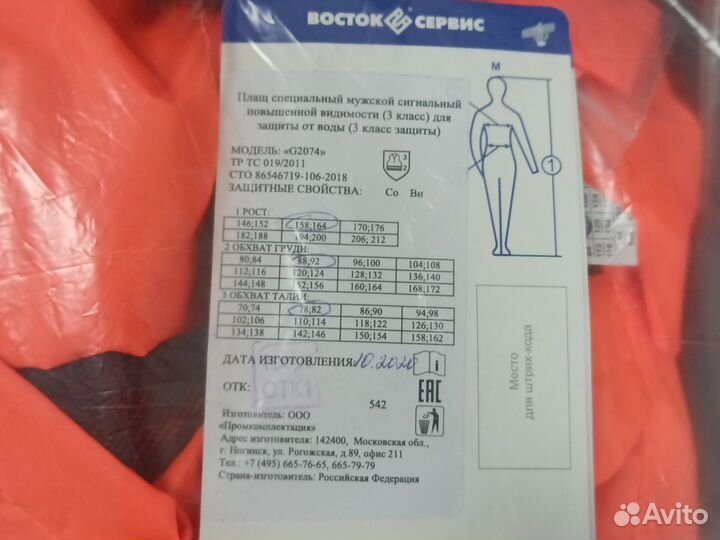 ВОСТОК СЕРВИС
М
Плащ специальный мужской сигнальный
повышенной видимости (3 класс) для
защиты от воды (3 класс защиты)
МОДЕЛЬ: «G2074»
ТР ТС 019/2011
СТО 86546719-106-2018
ЗАЩИТНЫЕ СВОЙСТВА: Со Вн
3
2
1
1 РОСТ:
146;152 158;164 170;176
182;188 194;200 206; 212
2 ОБХВАТ ГРУДИ:
80;84 88;92 96;100 104;108
112;116 120;124 128;132 136;140
144;148 152;156 160;164 168;172
3 ОБХВАТ ТАЛИИ:
70;74 78;82 86;90 94;98
102;106 110;114 118;122 126;130
134;138 142;146 150;154 158;162
ДАТА ИЗГОТОВЛЕНИЯ 10.2020
ОТК:
ОТК1
EAC
542
Изготовитель: ООО
«Промкомплектация»
Адрес изготовителя: 142400, Московская обл.,
г. Ногинск, ул. Рогожская, д.89, офис 211
Тел.: +7 (495) 665-76-65, 665-79-79
Страна-изготовитель: Российская Федерация
Место
для штрих-кода
Avito